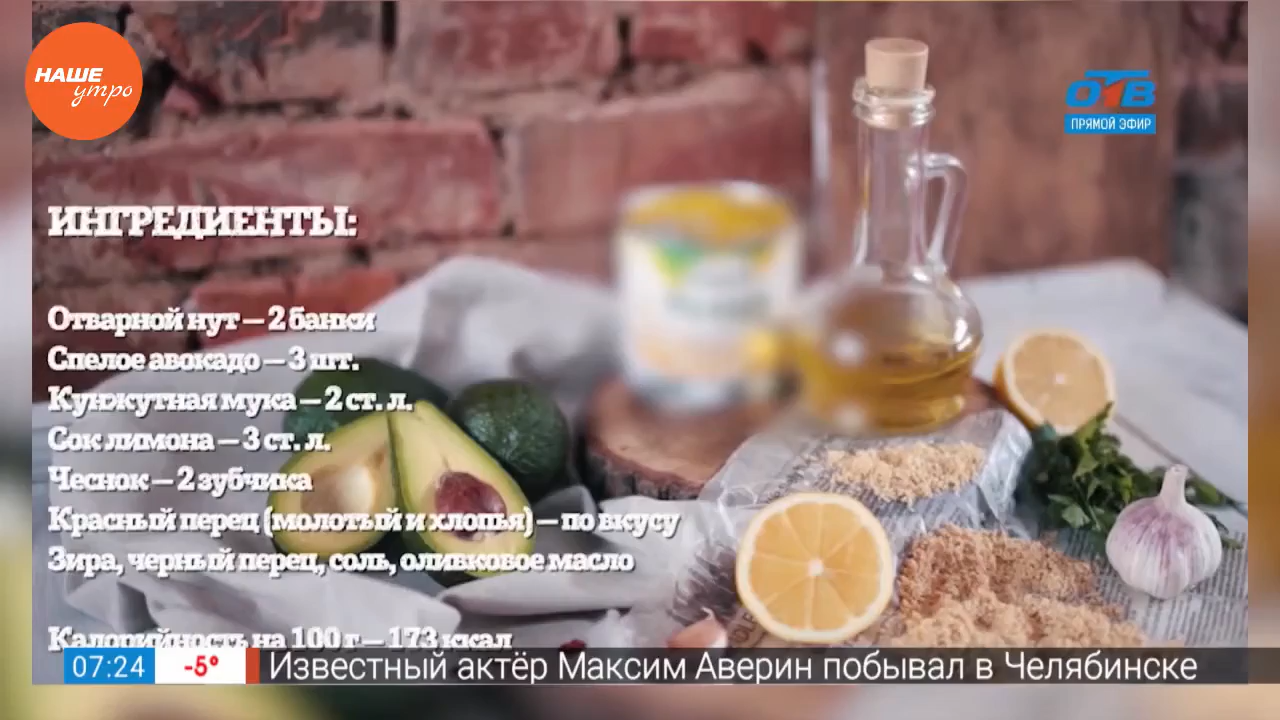 НАШЕ
утро
ОТВ
ПРЯМОЙ ЭФИР
ИНГРЕДИЕНТЫ:
Отварной нут – 2 банки
Спелое авокадо – 3 шт.
Кунжутная мука – 2 ст. л.
Сок лимона – 3 ст. л.
Чеснок – 2 зубчика
Красный перец (молотый и хлопья) – по вкусу
Зира, черный перец, соль, оливковое масло
Калорийность на 100 г – 173 ккал
07:24 -5° Известный актёр Максим Аверин побывал в Челябинске